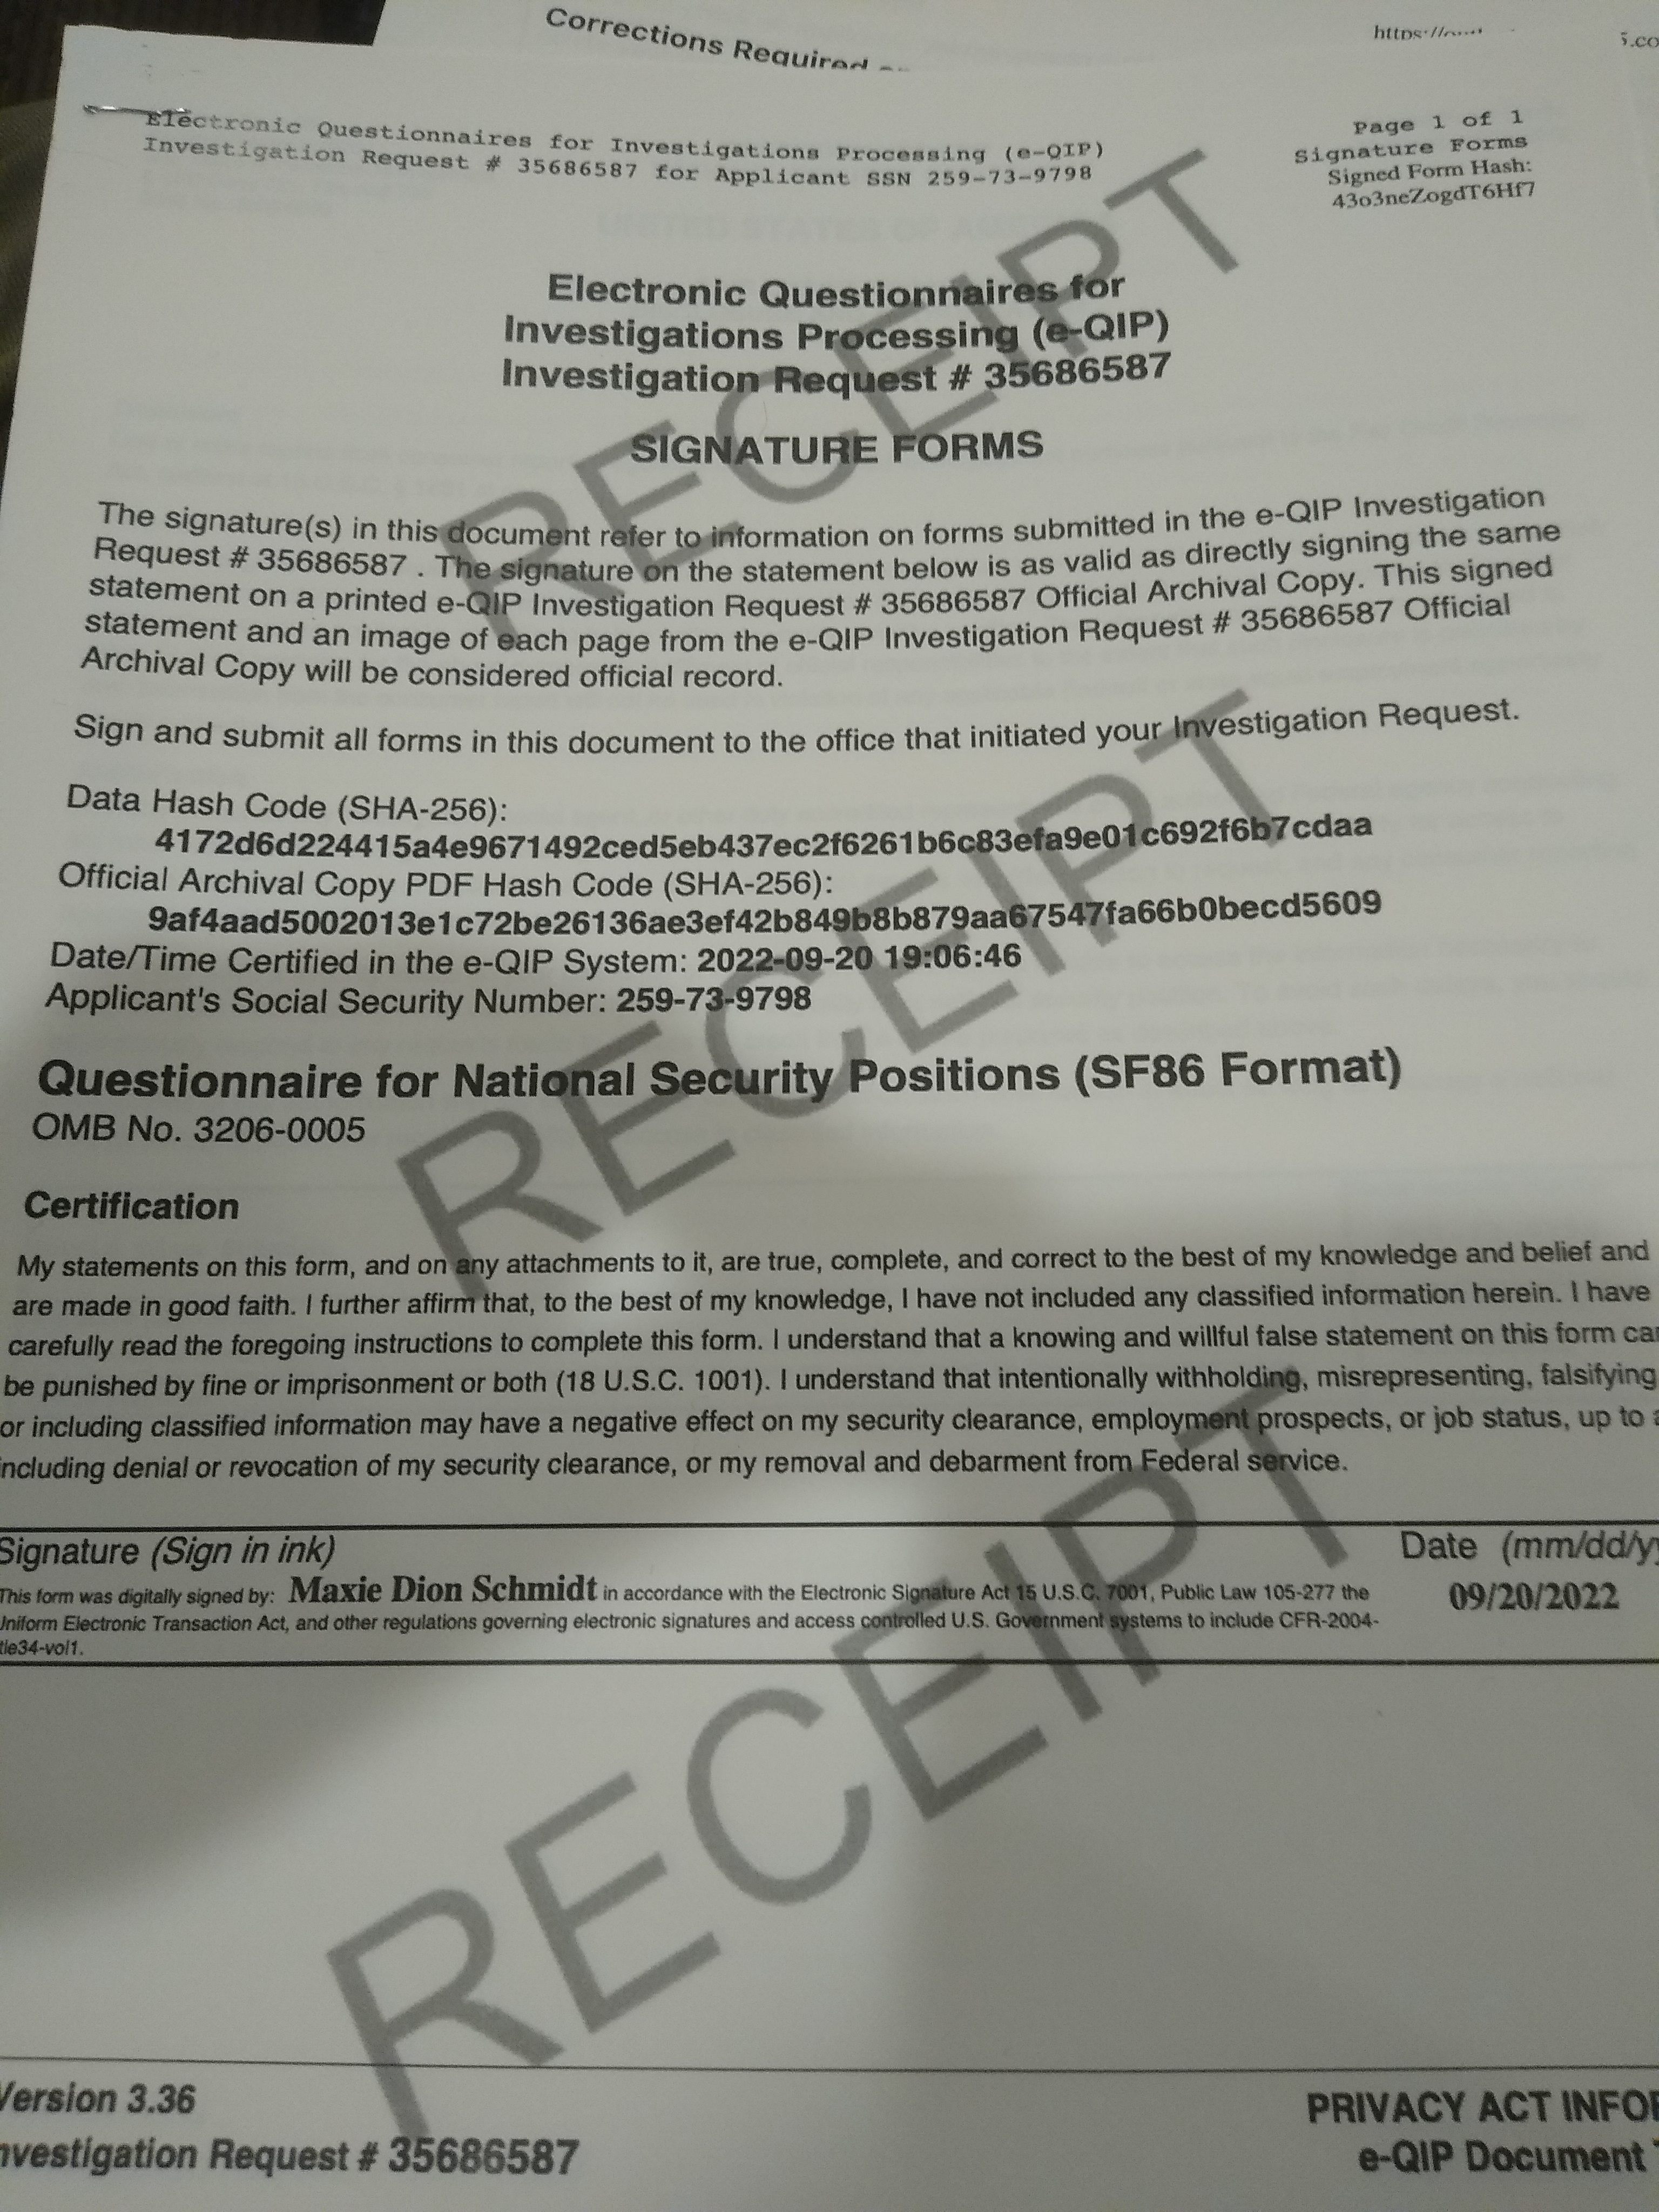 Corrections Required
https://
5.co
Electronic Questionnaires for Investigations Processing (e-QIP)
Investigation Request # 35686587 for Applicant SSN 259-73-9798
Page 1 of 1
Signature Forms
Signed Form Hash:
43o3neZogdT6Hf7
Electronic Questionnaires for
Investigations Processing (e-QIP)
Investigation Request # 35686587
SIGNATURE FORMS
The signature(s) in this document refer to information on forms submitted in the e-QIP Investigation
Request # 35686587 . The signature on the statement below is as valid as directly signing the same
statement on a printed e-QIP Investigation Request # 35686587 Official Archival Copy. This signed
statement and an image of each page from the e-QIP Investigation Request # 35686587 Official
Archival Copy will be considered official record.
Sign and submit all forms in this document to the office that initiated your Investigation Request.
Data Hash Code (SHA-256):
4172d6d224415a4e9671492ced5eb437ec2f6261b6c83efa9e01c692f6b7cdaa
Official Archival Copy PDF Hash Code (SHA-256):
9af4aad5002013e1c72be26136ae3ef42b849b8b879aa67547fa66b0becd5609
Date/Time Certified in the e-QIP System: 2022-09-20 19:06:46
Applicant's Social Security Number: 259-73-9798
Questionnaire for National Security Positions (SF86 Format)
OMB No. 3206-0005
Certification
My statements on this form, and on any attachments to it, are true, complete, and correct to the best of my knowledge and belief and
are made in good faith. I further affirm that, to the best of my knowledge, I have not included any classified information herein. I have
carefully read the foregoing instructions to complete this form. I understand that a knowing and willful false statement on this form can
be punished by fine or imprisonment or both (18 U.S.C. 1001). I understand that intentionally withholding, misrepresenting, falsifying
or including classified information may have a negative effect on my security clearance, employment prospects, or job status, up to a
including denial or revocation of my security clearance, or my removal and debarment from Federal service.
Signature (Sign in ink)
Date (mm/dd/yy
This form was digitally signed by: Maxie Dion Schmidt in accordance with the Electronic Signature Act 15 U.S.C. 7001, Public Law 105-277 the
Uniform Electronic Transaction Act, and other regulations governing electronic signatures and access controlled U.S. Government systems to include CFR-2004-
tle34-vol1.
09/20/2022
Version 3.36
nvestigation Request # 35686587
PRIVACY ACT INFOR
e-QIP Document T
RECEIPT
RECEIPT
RECEIPT